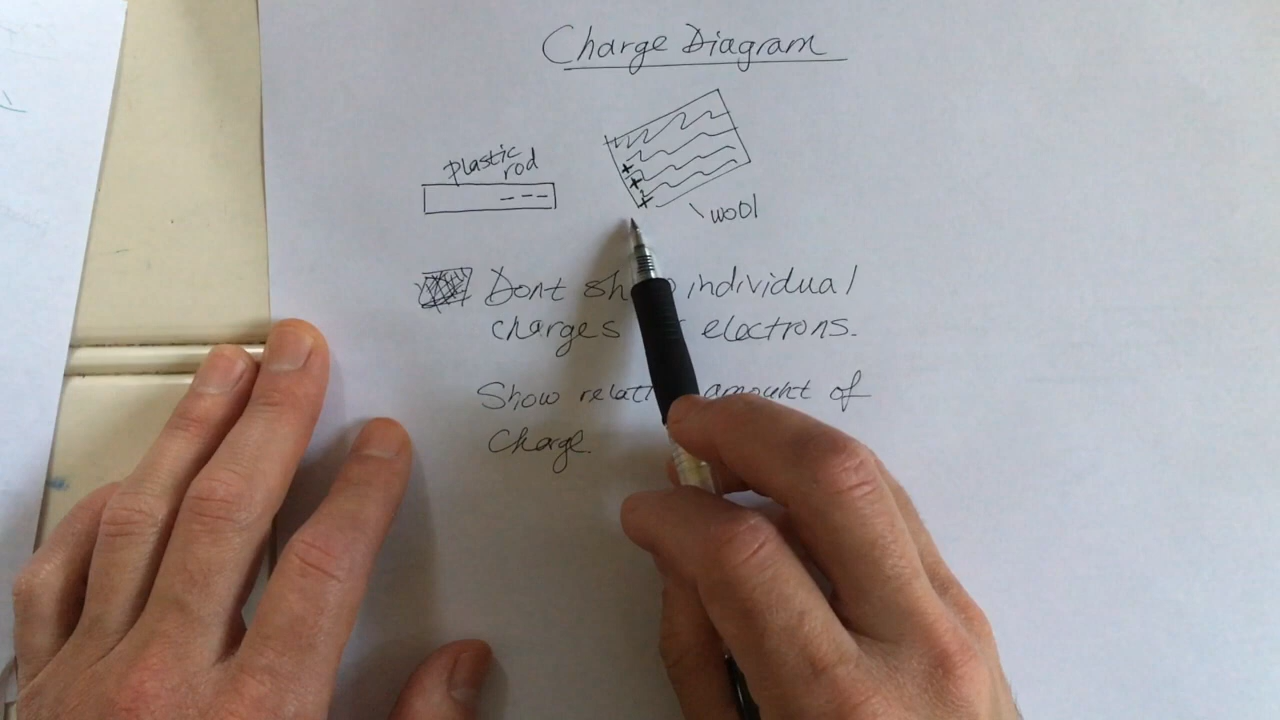 Charge Diagram
plastic
rod
- - -
+
+
+
+
wool
Dont individual
charges electrons.
Show amount of
Charge.